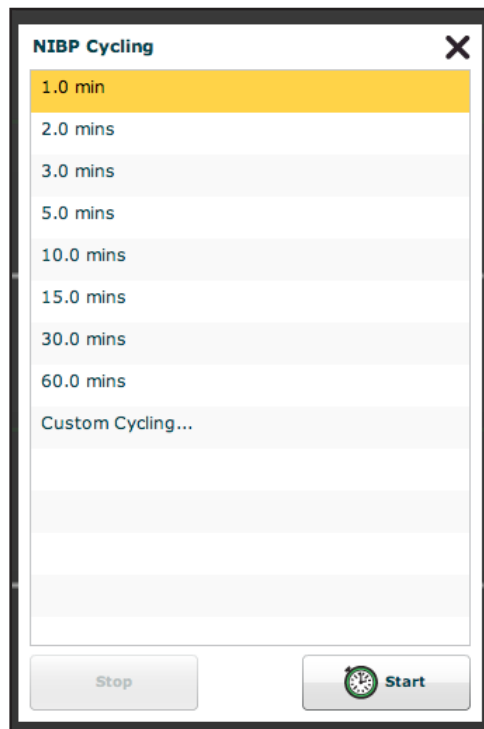 NIBP Cycling
1.0 min
2.0 mins
3.0 mins
5.0 mins
10.0 mins
15.0 mins
30.0 mins
60.0 mins
Custom Cycling...
Stop
Start